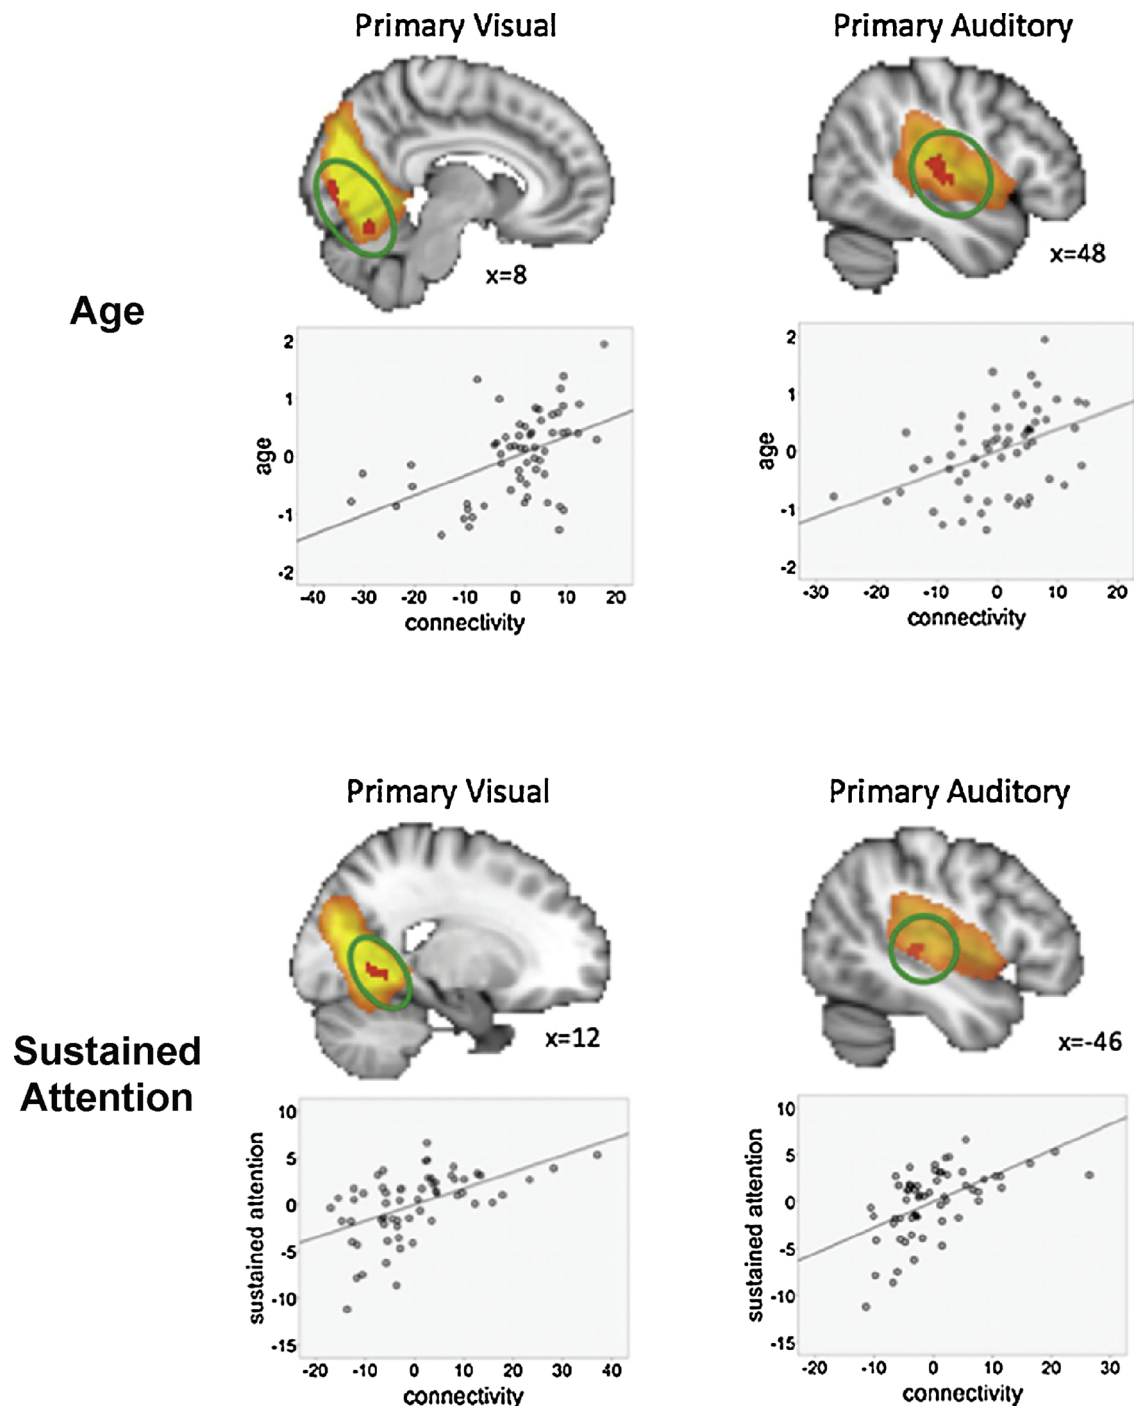 Primary Visual
Primary Auditory
x=8
x=48
Age
2
1
0
-1
-2
age
-40 -30 -20 -10 0 10 20
connectivity
2
1
0
-1
-2
age
-30 -20 -10 0 10 20
connectivity
Primary Visual
Primary Auditory
x=12
x=-46
Sustained
Attention
10
5
0
-5
-10
-15
sustained attention
-20 -10 0 10 20 30 40
connectivity
10
5
0
-5
-10
-15
sustained attention
-20 -10 0 10 20 30
connectivity